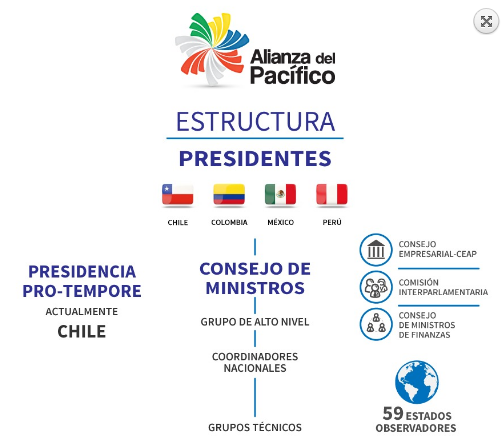 Alianza del
Pacífico
ESTRUCTURA
PRESIDENTES
CHILE
COLOMBIA
MÉXICO
PERÚ
PRESIDENCIA
PRO-TEMPORE
ACTUALMENTE
CHILE
CONSEJO DE
MINISTROS
GRUPO DE ALTO NIVEL
COORDINADORES
NACIONALES
GRUPOS TÉCNICOS
CONSEJO
EMPRESARIAL-CEAP
COMISIÓN
INTERPARLAMENTARIA
CONSEJO
DE MINISTROS
DE FINANZAS
59 ESTADOS
OBSERVADORES